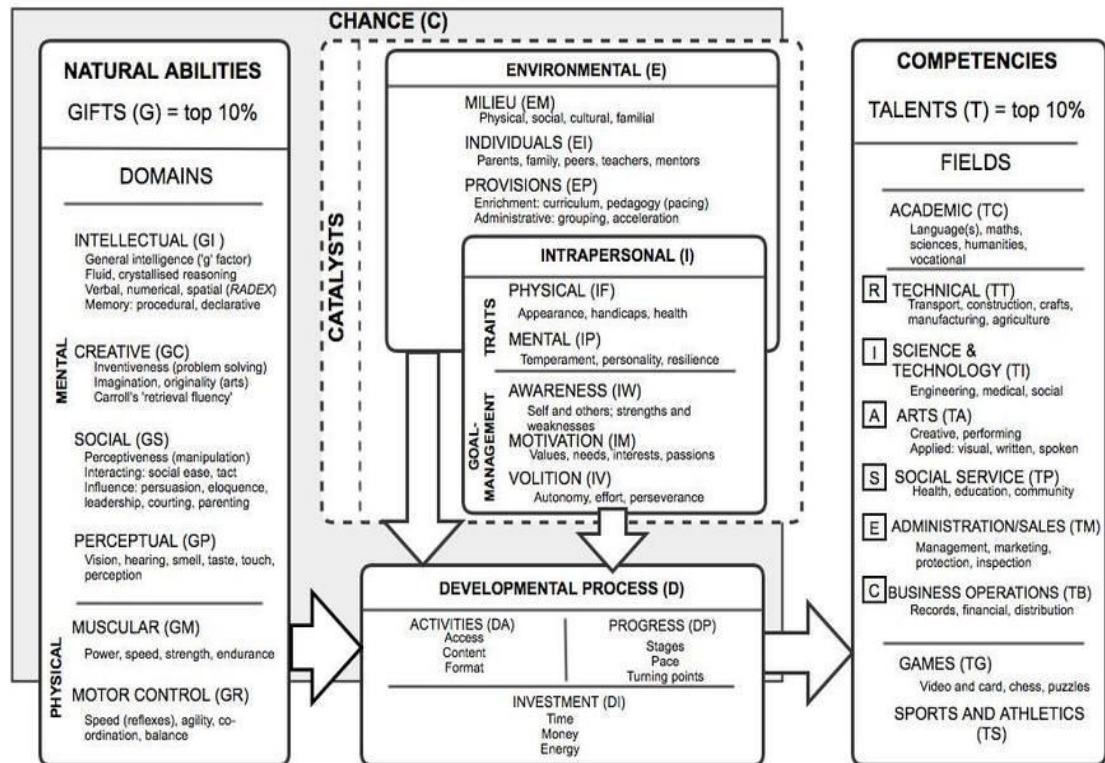 CHANCE (C)
NATURAL ABILITIES
GIFTS (G) = top 10%
DOMAINS
MENTAL
INTELLECTUAL (GI )
General intelligence ('g' factor)
Fluid, crystallised reasoning
Verbal, numerical, spatial (RADEX)
Memory: procedural, declarative
CREATIVE (GC)
Inventiveness (problem solving)
Imagination, originality (arts)
Carroll's 'retrieval fluency'
SOCIAL (GS)
Perceptiveness (manipulation)
Interacting: social ease, tact
Influence: persuasion, eloquence,
leadership, courting, parenting
PERCEPTUAL (GP)
Vision, hearing, smell, taste, touch,
perception
PHYSICAL
MUSCULAR (GM)
Power, speed, strength, endurance
MOTOR CONTROL (GR)
Speed (reflexes), agility, co-
ordination, balance
CATALYSTS
ENVIRONMENTAL (E)
MILIEU (EM)
Physical, social, cultural, familial
INDIVIDUALS (EI)
Parents, family, peers, teachers, mentors
PROVISIONS (EP)
Enrichment: curriculum, pedagogy (pacing)
Administrative: grouping, acceleration
INTRAPERSONAL (I)
TRAITS
PHYSICAL (IF)
Appearance, handicaps, health
MENTAL (IP)
Temperament, personality, resilience
GOAL-
MANAGEMENT
AWARENESS (IW)
Self and others; strengths and
weaknesses
MOTIVATION (IM)
Values, needs, interests, passions
VOLITION (IV)
Autonomy, effort, perseverance
DEVELOPMENTAL PROCESS (D)
ACTIVITIES (DA)
Access
Content
Format
PROGRESS (DP)
Stages
Pace
Turning points
INVESTMENT (DI)
Time
Money
Energy
COMPETENCIES
TALENTS (T) = top 10%
FIELDS
ACADEMIC (TC)
Language(s), maths,
sciences, humanities,
vocational
R TECHNICAL (TT)
Transport, construction, crafts,
manufacturing, agriculture
I SCIENCE &
TECHNOLOGY (TI)
Engineering, medical, social
A ARTS (TA)
Creative, performing
Applied: visual, written, spoken
S SOCIAL SERVICE (TP)
Health, education, community
E ADMINISTRATION/SALES (TM)
Management, marketing,
protection, inspection
C BUSINESS OPERATIONS (TB)
Records, financial, distribution
GAMES (TG)
Video and card, chess, puzzles
SPORTS AND ATHLETICS
(TS)